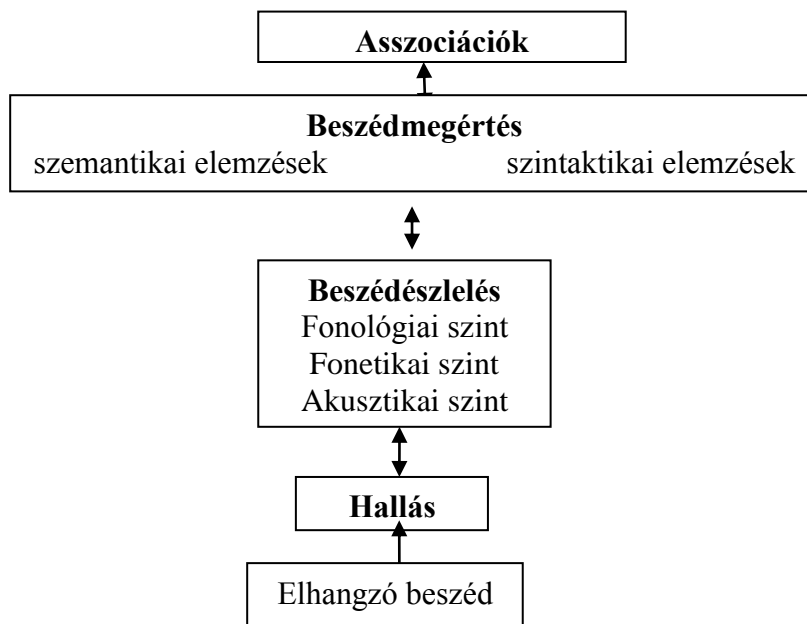 Asszociációk
Beszédmegértés
szemantikai elemzések szintaktikai elemzések
Beszédészlelés
Fonológiai szint
Fonetikai szint
Akusztikai szint
Hallás
Elhangzó beszéd